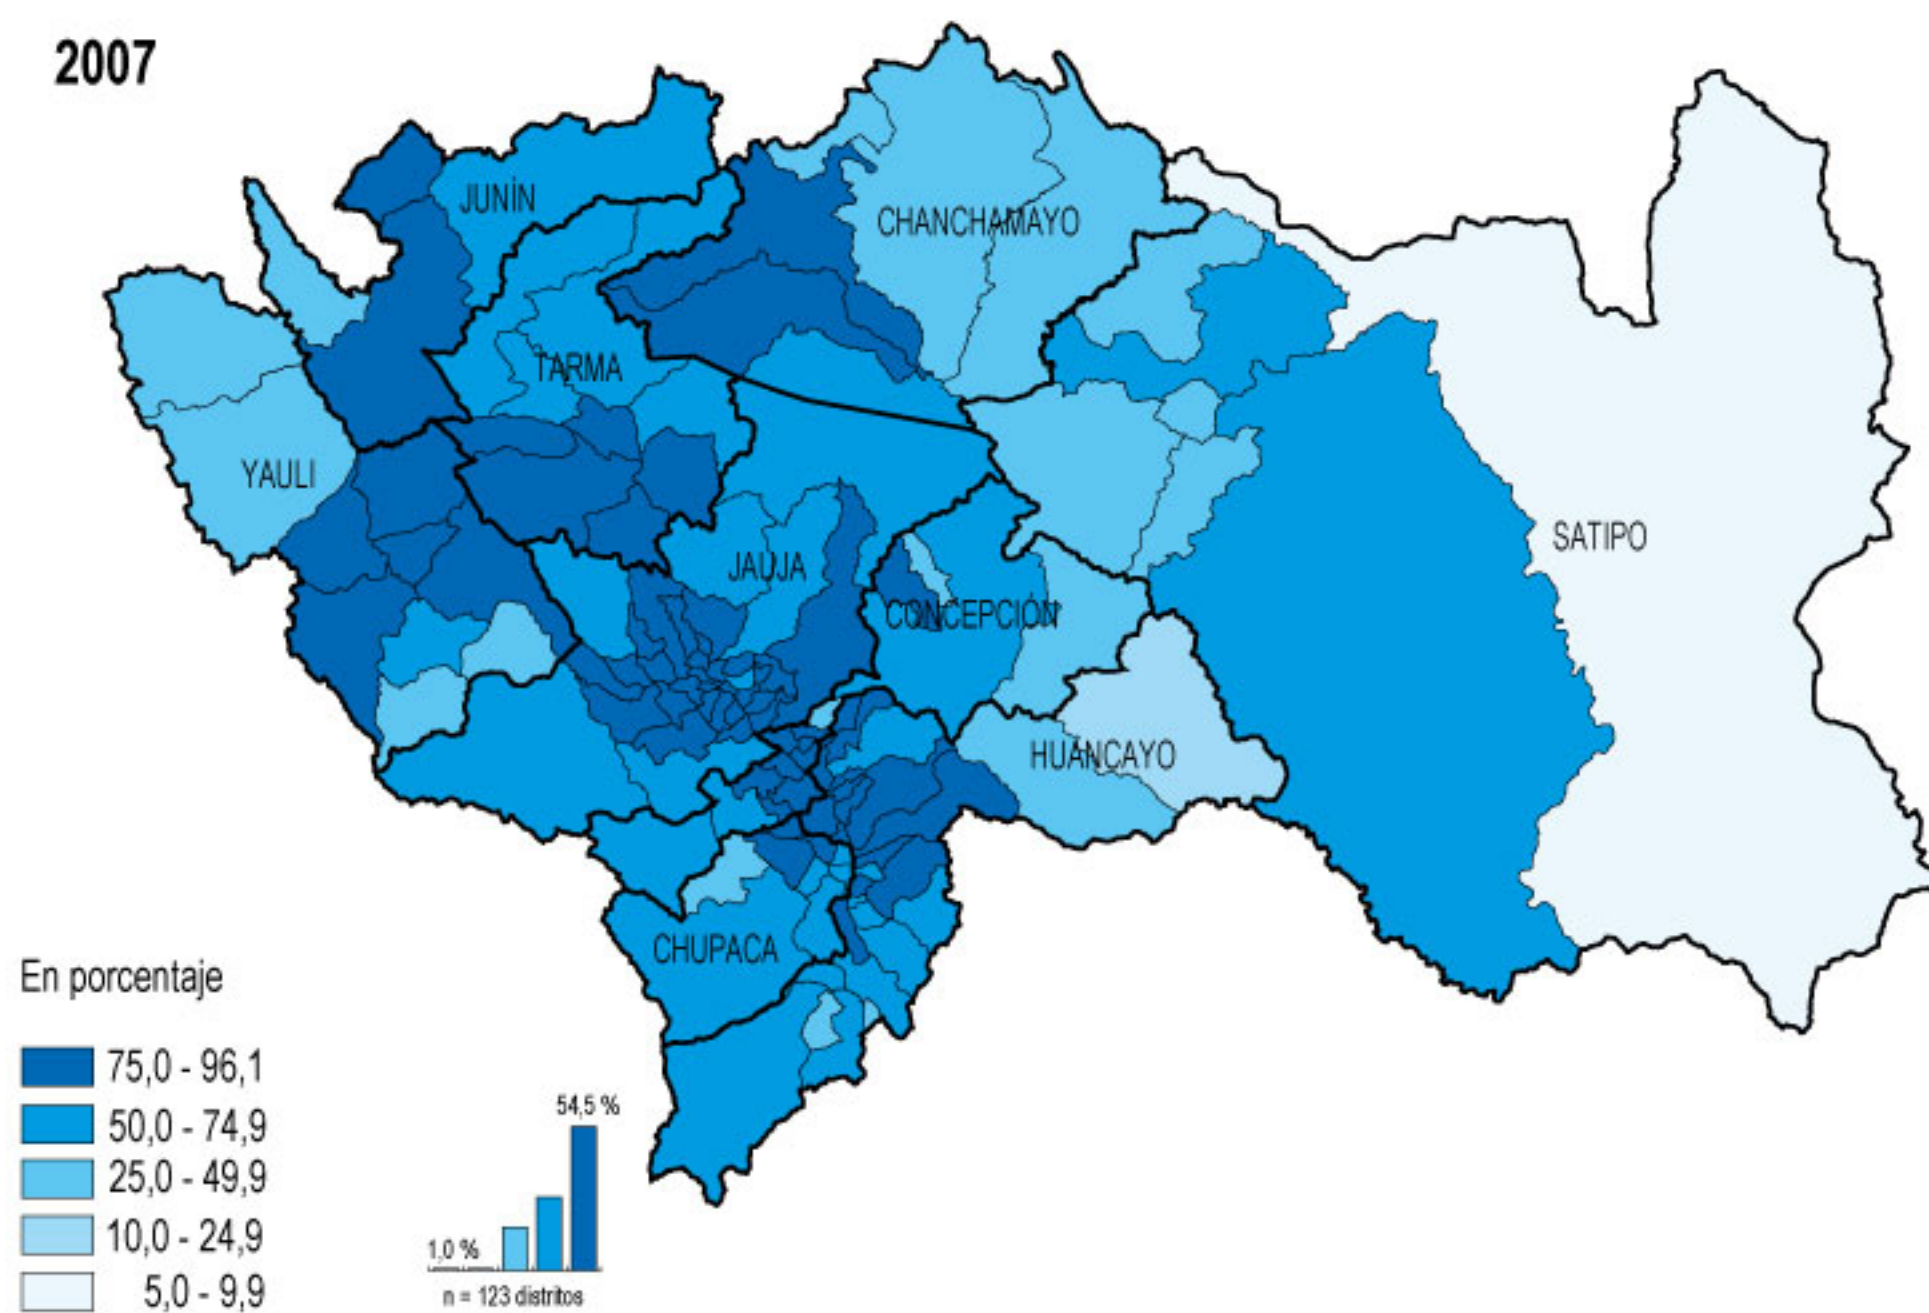 2007
JUNÍN
CHANCHAMAYO
TARMA
YAULI
SATIPO
JAUJA
CONCEPCIÓN
HUANCAYO
CHUPACA
En porcentaje
75,0 - 96,1
50,0 - 74,9
25,0 - 49,9
10,0 - 24,9
5,0 - 9,9
54,5 %
1,0 %
n = 123 distritos